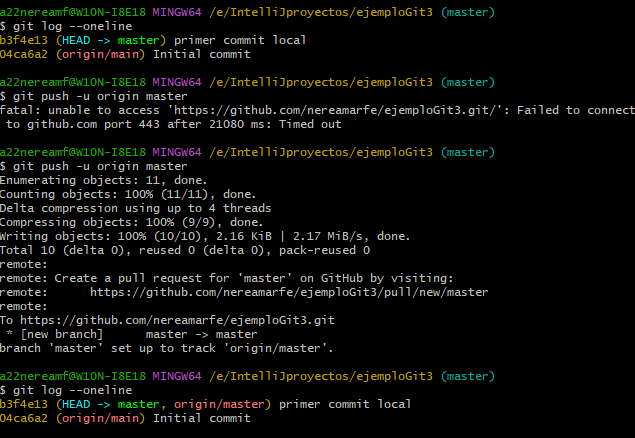 a22nereamf@W10N-I8E18 MINGW64 /e/IntelliJproyectos/ejemploGit3 (master)
$ git log --oneline
b3f4e13 (HEAD -> master) primer commit local
04ca6a2 (origin/main) Initial commit
a22nereamf@W10N-I8E18 MINGW64 /e/IntelliJproyectos/ejemploGit3 (master)
$ git push -u origin master
fatal: unable to access 'https://github.com/nereamarfe/ejemploGit3.git/': Failed to connect
to github.com port 443 after 21080 ms: Timed out
a22nereamf@W10N-I8E18 MINGW64 /e/IntelliJproyectos/ejemploGit3 (master)
$ git push -u origin master
Enumerating objects: 11, done.
Counting objects: 100% (11/11), done.
Delta compression using up to 4 threads
Compressing objects: 100% (9/9), done.
Writing objects: 100% (10/10), 2.16 KiB | 2.17 MiB/s, done.
Total 10 (delta 0), reused 0 (delta 0), pack-reused 0
remote:
remote: Create a pull request for 'master' on GitHub by visiting:
remote:      https://github.com/nereamarfe/ejemploGit3/pull/new/master
remote:
To https://github.com/nereamarfe/ejemploGit3.git
 * [new branch]      master -> master
branch 'master' set up to track 'origin/master'.
a22nereamf@W10N-I8E18 MINGW64 /e/IntelliJproyectos/ejemploGit3 (master)
$ git log --oneline
b3f4e13 (HEAD -> master, origin/master) primer commit local
04ca6a2 (origin/main) Initial commit